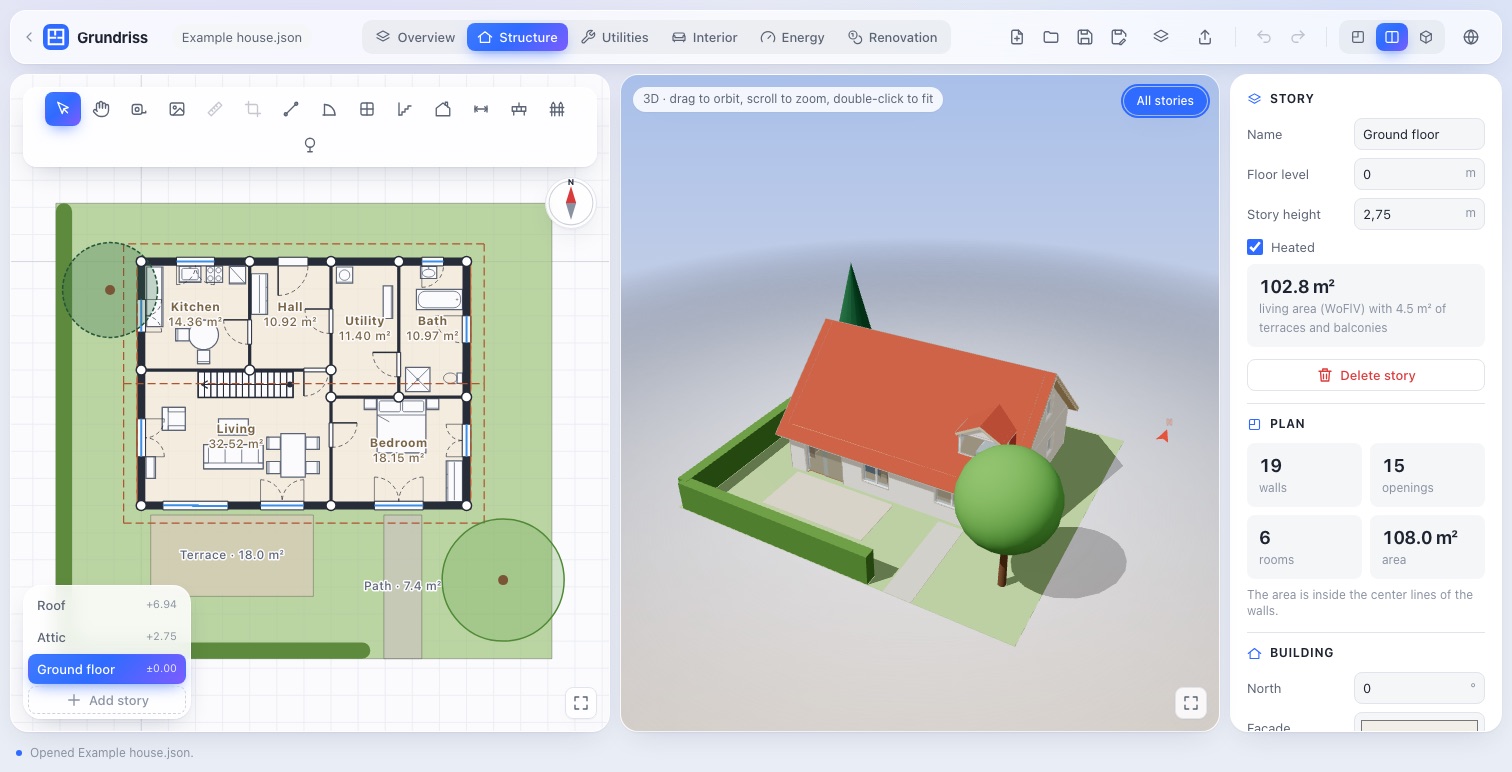 Grundriss
Example house.json
Overview
Structure
Utilities
Interior
Energy
Renovation
N
Kitchen
14.36 m²
Hall
10.92 m²
Utility
11.40 m²
Bath
10.97 m²
Living
32.52 m²
Bedroom
18.15 m²
Terrace · 18.0 m²
Path · 7.4 m²
Roof +6.94
Attic +2.75
Ground floor ±0.00
Add story
3D · drag to orbit, scroll to zoom, double-click to fit
All stories
STORY
Name Ground floor
Floor level 0 m
Story height 2,75 m
Heated
102.8 m²
living area (WoFlV) with 4.5 m² of
terraces and balconies
Delete story
PLAN
19
walls
15
openings
6
rooms
108.0 m²
area
The area is inside the center lines of the
walls.
BUILDING
North 0 °
Façade
Opened Example house.json.